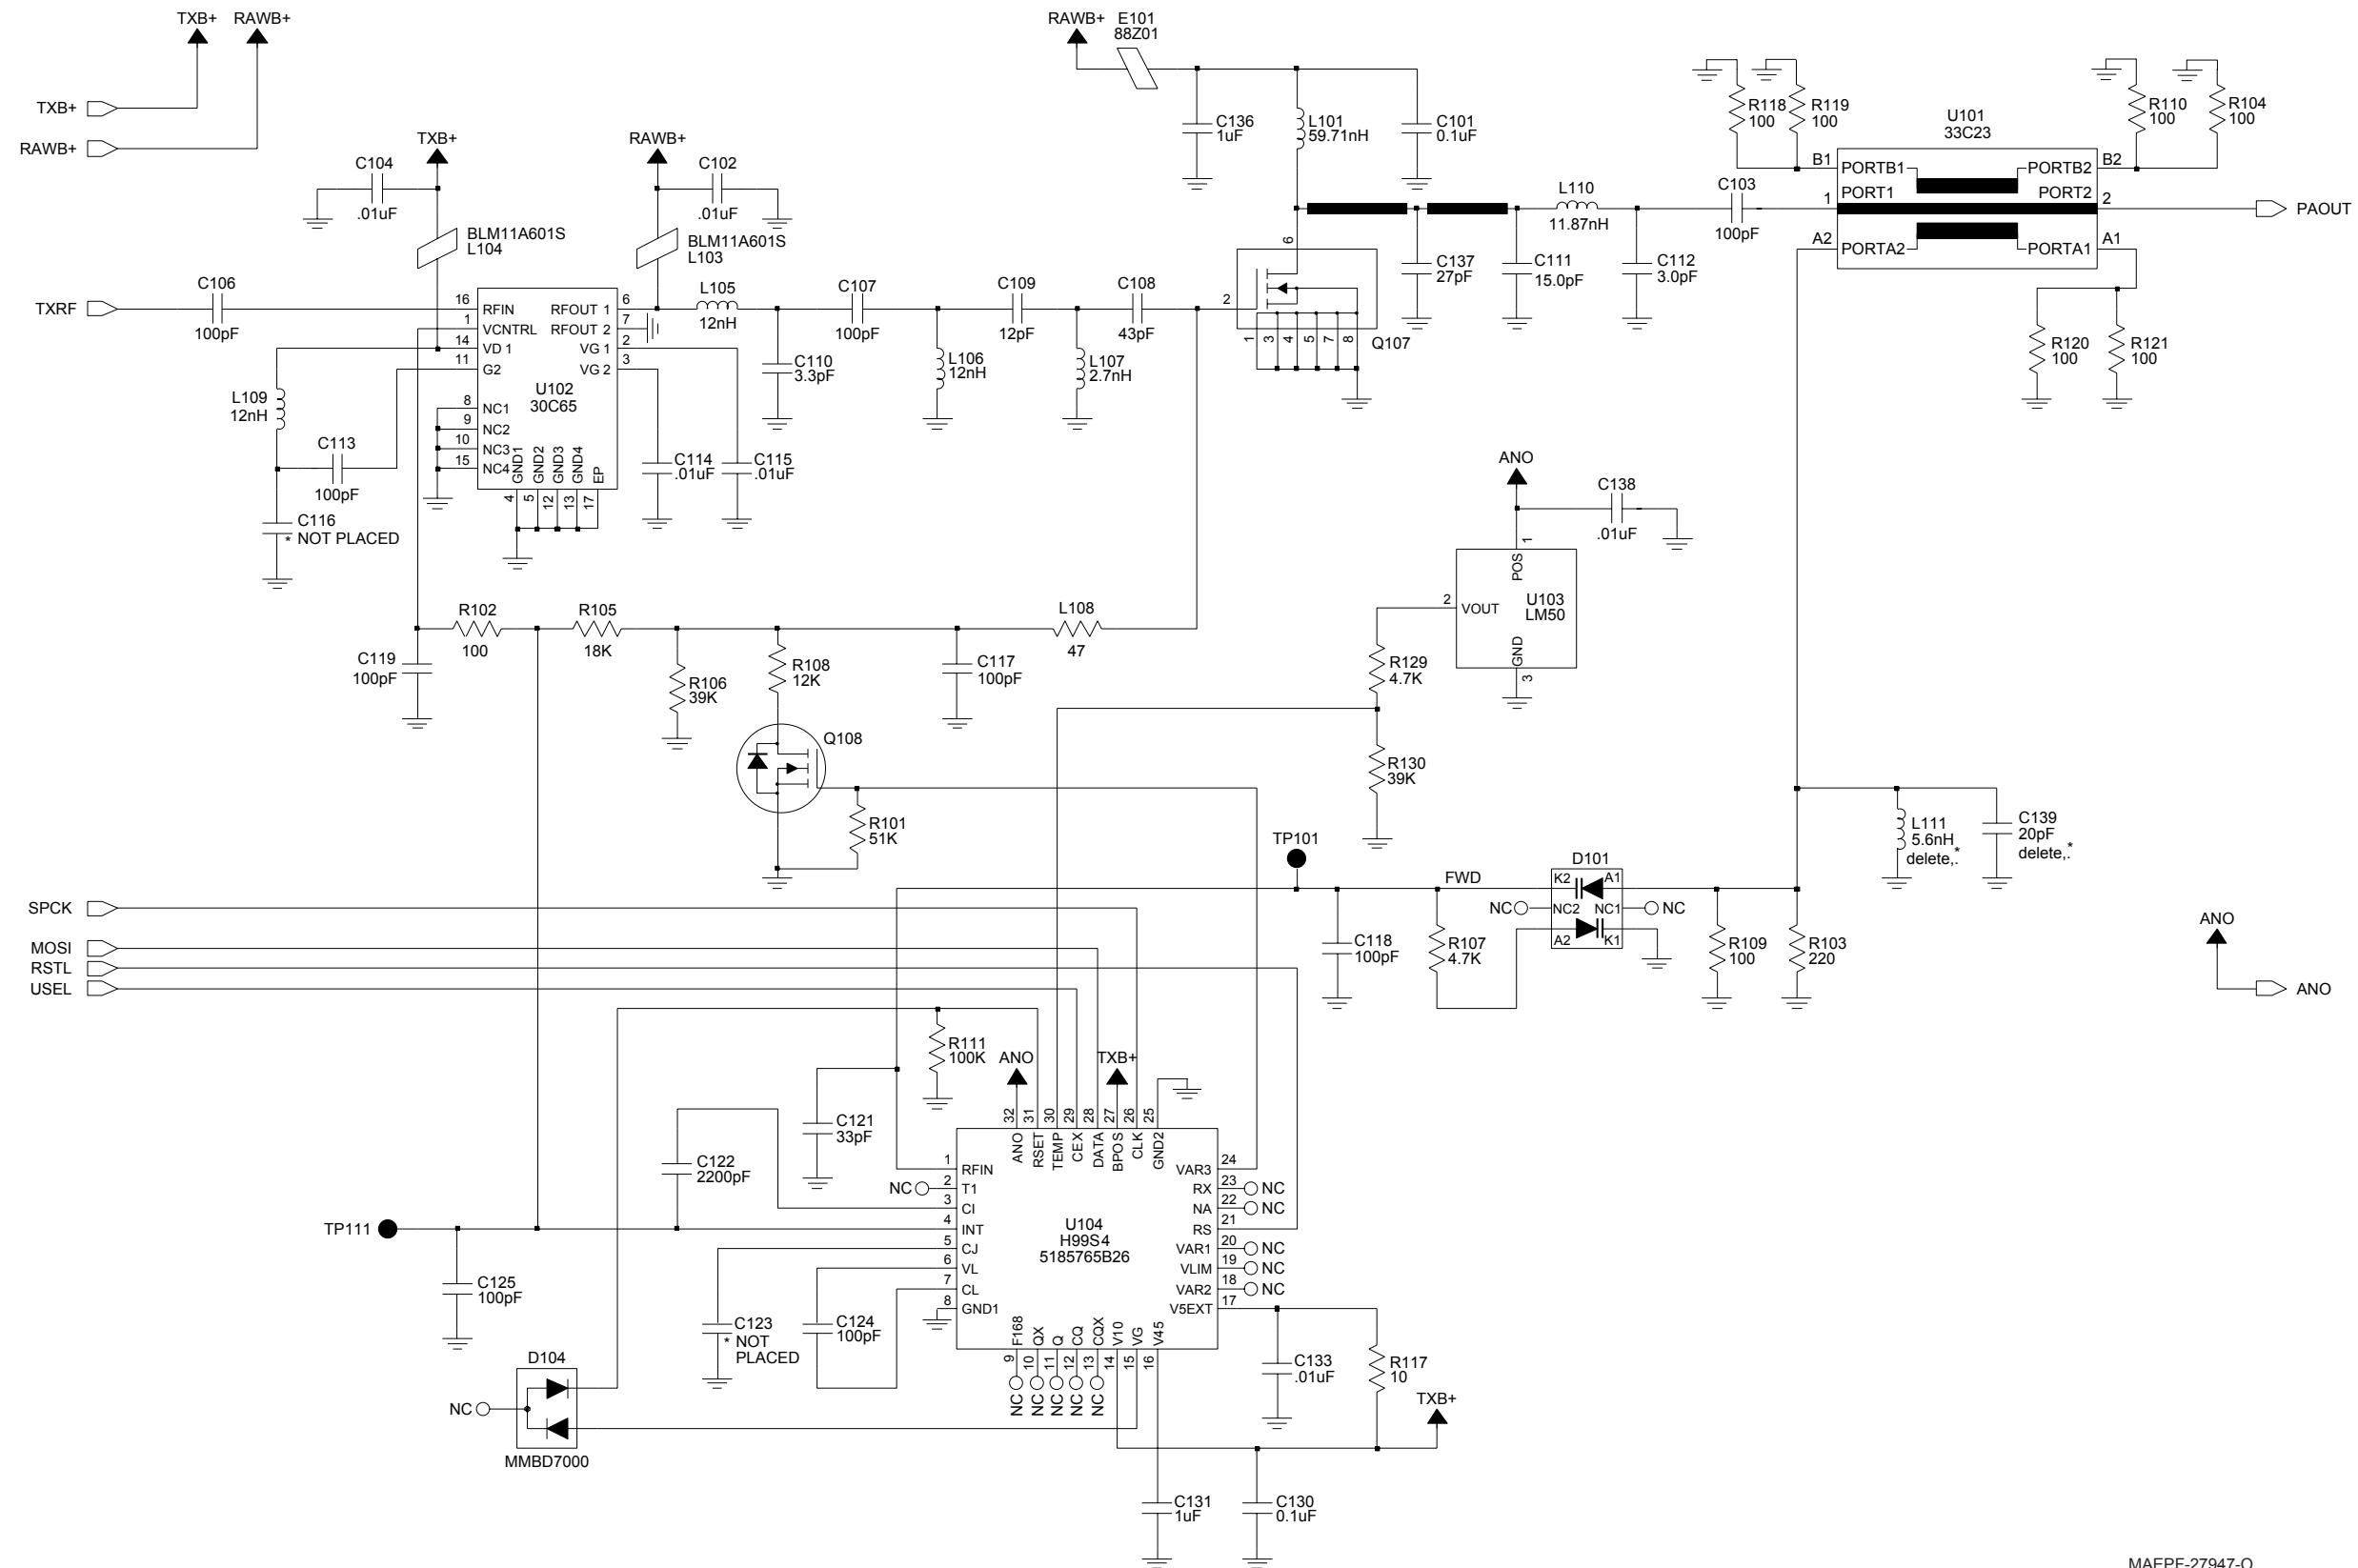 TXB+ RAWB+
TXB+
RAWB+
RAWB+ E101
88Z01
C136
1uF
L101
59.71nH
C101
0.1uF
R118
100
R119
100
U101
33C23
R110
100
R104
100
B1 PORTB1 PORTB2 B2
1 PORT1 PORT2 2
A2 PORTA2 PORTA1 A1
PAOUT
TXB+
C104
.01uF
RAWB+
C102
.01uF
BLM11A601S
L104
BLM11A601S
L103
TXRF
C106
100pF
16 RFIN
1 VCNTRL
14 VD 1
11 G2
8 NC1
9 NC2
10 NC3
15 NC4
RFOUT 1 6
RFOUT 2 7
VG 1 2
VG 2 3
U102
30C65
GND1 GND2 GND3 GND4 EP
4 5 12 13 17
L109
12nH
C113
100pF
C116
* NOT PLACED
L105
12nH
C110
3.3pF
C107
100pF
L106
12nH
C109
12pF
L107
2.7nH
C108
43pF
C114
.01uF
C115
.01uF
2
6
1 3 4 5 7 8
Q107
C137
27pF
C111
15.0pF
L110
11.87nH
C112
3.0pF
C103
100pF
R120
100
R121
100
ANO
C138
.01uF
1
POS
2 VOUT
U103
LM50
GND
3
R102
100
R105
18K
L108
47
C119
100pF
R106
39K
R108
12K
C117
100pF
R129
4.7K
R130
39K
Q108
R101
51K
TP101
FWD
D101
K2 A1
NC NC2 NC1 NC
A2 K1
L111
5.6nH
delete,.*
C139
20pF
delete,.*
C118
100pF
R107
4.7K
R109
100
R103
220
SPCK
MOSI
RSTL
USEL
ANO
ANO
R111
100K
ANO
TXB+
C121
33pF
C122
2200pF
32 31 30 29 28 27 26 25
ANO RSET TEMP CEX DATA BPOS CLK GND2
1 RFIN
NC 2 T1
3 CI
4 INT
5 CJ
6 VL
7 CL
8 GND1
U104
H99S4
5185765B26
VAR3 24
RX 23 NC
NA 22 NC
RS 21
VAR1 20 NC
VLIM 19 NC
VAR2 18 NC
V5EXT 17
F168 QX Q CQ CQX V10 VG V45
9 10 11 12 13 14 15 16
NC NC NC NC NC
TP111
C125
100pF
C123
* NOT
PLACED
C124
100pF
C133
.01uF
R117
10
TXB+
D104
NC
MMBD7000
C131
1uF
C130
0.1uF
MAEPF-27947-O